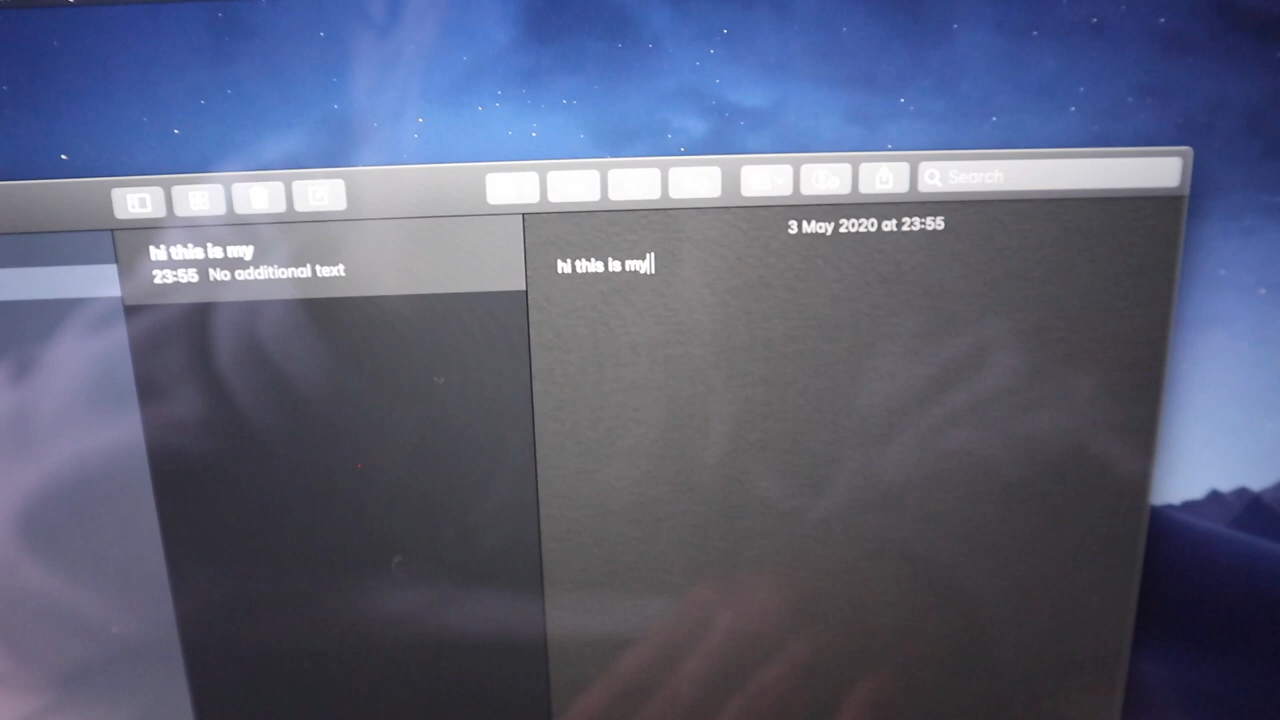 Search
hi this is my
23:55 No additional text
3 May 2020 at 23:55
hi this is my